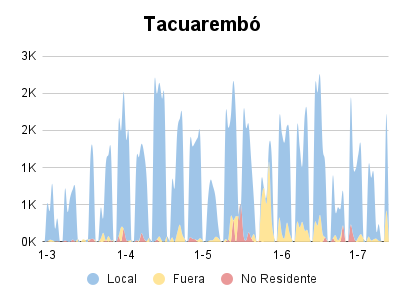 Tacuarembó
3K
2K
2K
1K
1K
0K
1-3 1-4 1-5 1-6 1-7
Local Fuera No Residente